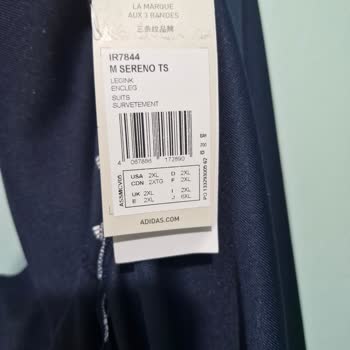 LA MARQUE
AUX 3 BANDES
三条纹品牌
IR7844
M SERENO TS
LEGINK
ENCLEG
SUITS
SURVETEMENT
4 067886 172890
USA 2XL D 2XL
CDN 2XTG F 2XL
UK 2XL I 2XL
E 2XL J 6XL
ADIDAS.COM